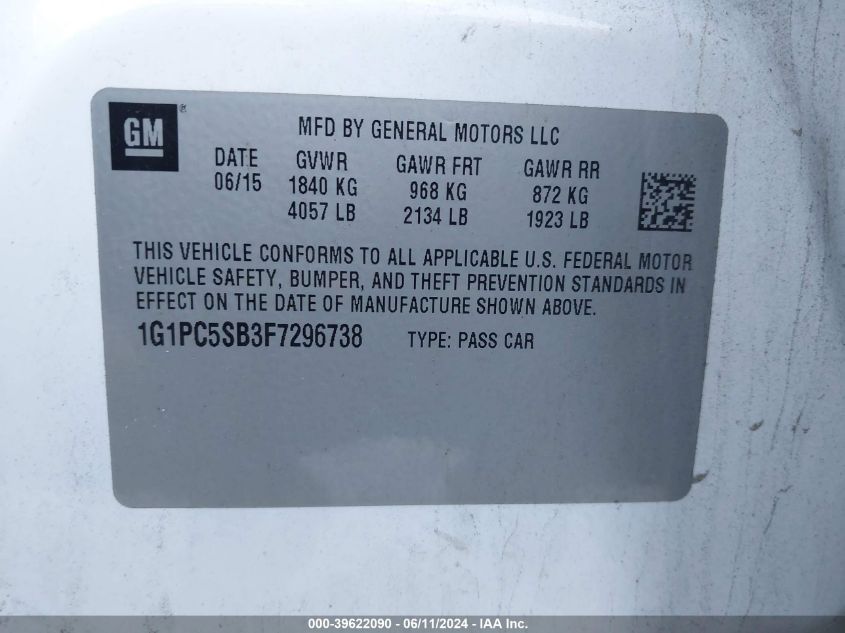 GM ®
MFD BY GENERAL MOTORS LLC
DATE GVWR GAWR FRT GAWR RR
06/15 1840 KG 968 KG 872 KG
4057 LB 2134 LB 1923 LB
THIS VEHICLE CONFORMS TO ALL APPLICABLE U.S. FEDERAL MOTOR
VEHICLE SAFETY, BUMPER, AND THEFT PREVENTION STANDARDS IN
EFFECT ON THE DATE OF MANUFACTURE SHOWN ABOVE.
1G1PC5SB3F7296738 TYPE: PASS CAR
000-39622090 - 06/11/2024 - IAAI.com